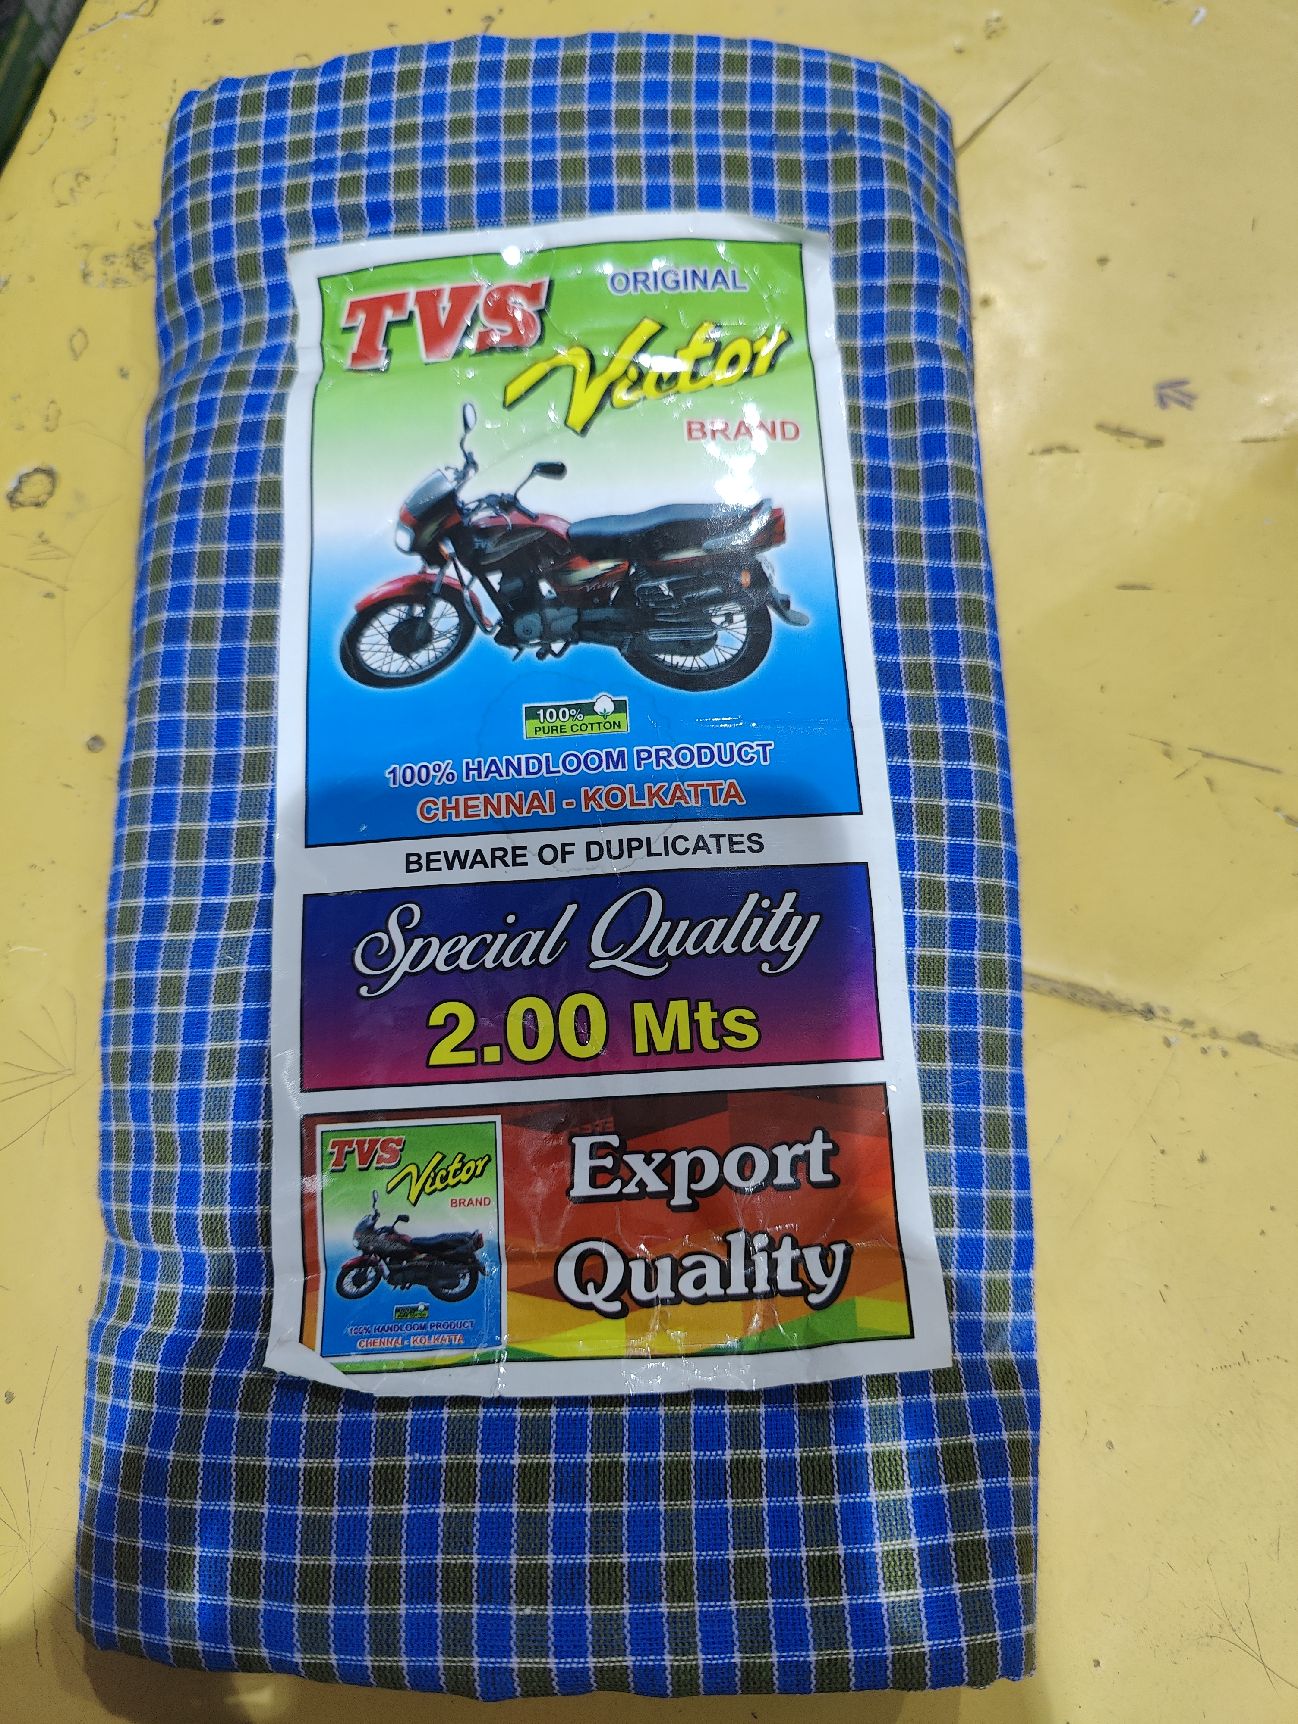 TVS
ORIGINAL
Victor
BRAND
100%
PURE COTTON
100% HANDLOOM PRODUCT
CHENNAI - KOLKATTA
BEWARE OF DUPLICATES
Special Quality
2.00 Mts
TVS
Victor
BRAND
100% HANDLOOM PRODUCT
CHENNAI - KOLKATTA
Export
Quality